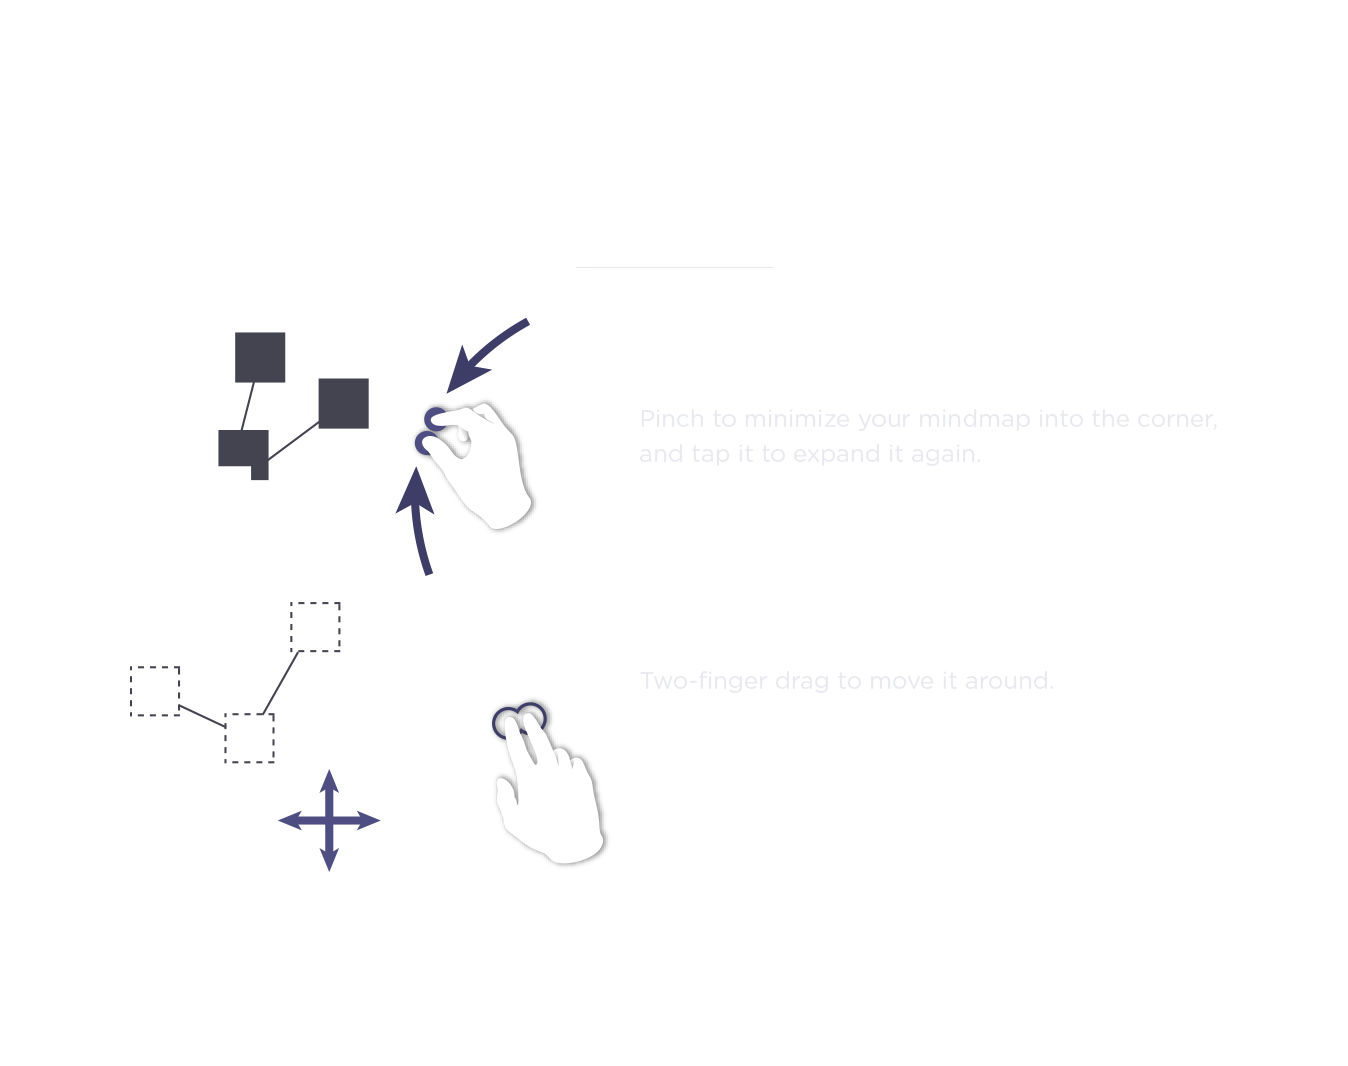 Pinch to minimize your mindmap into the corner,
and tap it to expand it again.
Two-finger drag to move it around.